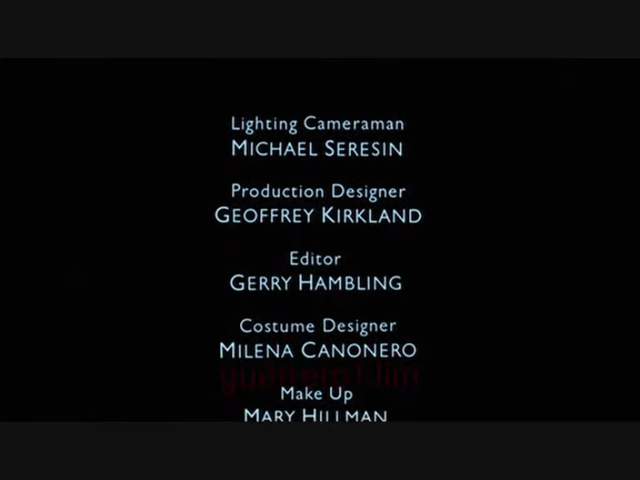 Lighting Cameraman
MICHAEL SERESIN
Production Designer
GEOFFREY KIRKLAND
Editor
GERRY HAMBLING
Costume Designer
MILENA CANONERO
Make Up
MARY HILLMAN